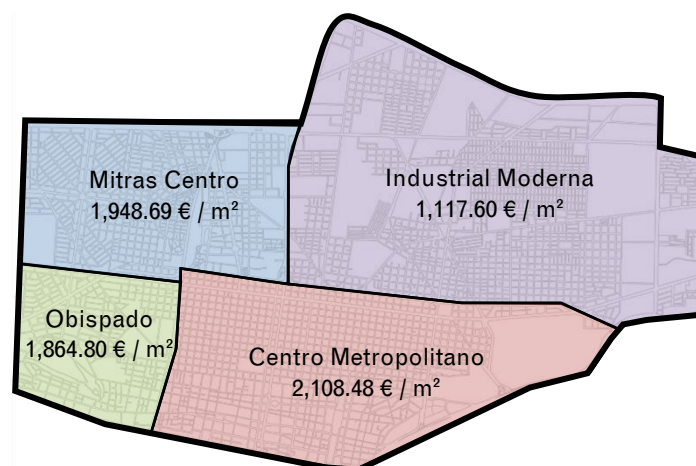 Mitras Centro
1,948.69 € / m²
Industrial Moderna
1,117.60 € / m²
Obispado
1,864.80 € / m²
Centro Metropolitano
2,108.48 € / m²